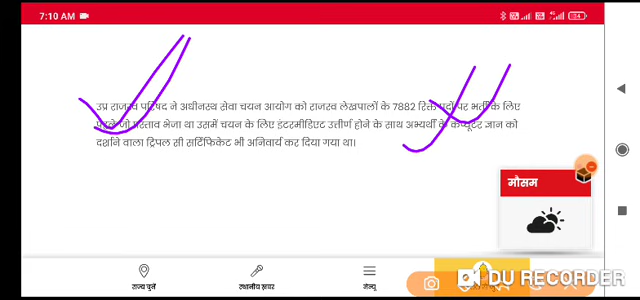 7:10 AM
उप्र राजस्व परिषद ने अधीनस्थ सेवा चयन आयोग को राजस्व लेखपालों के 7882 रिक्त पदों पर भर्ती के लिए
पहले जो प्रस्ताव भेजा था उसमें चयन के लिए इंटरमीडिएट उत्तीर्ण होने के साथ अभ्यर्थी के कंप्यूटर ज्ञान को
दर्शाने वाला ट्रिपल सी सर्टिफिकेट भी अनिवार्य कर दिया गया था।
मौसम
राज्य चुनें
स्थानीय ख़बर
मेन्यू
DU RECORDER